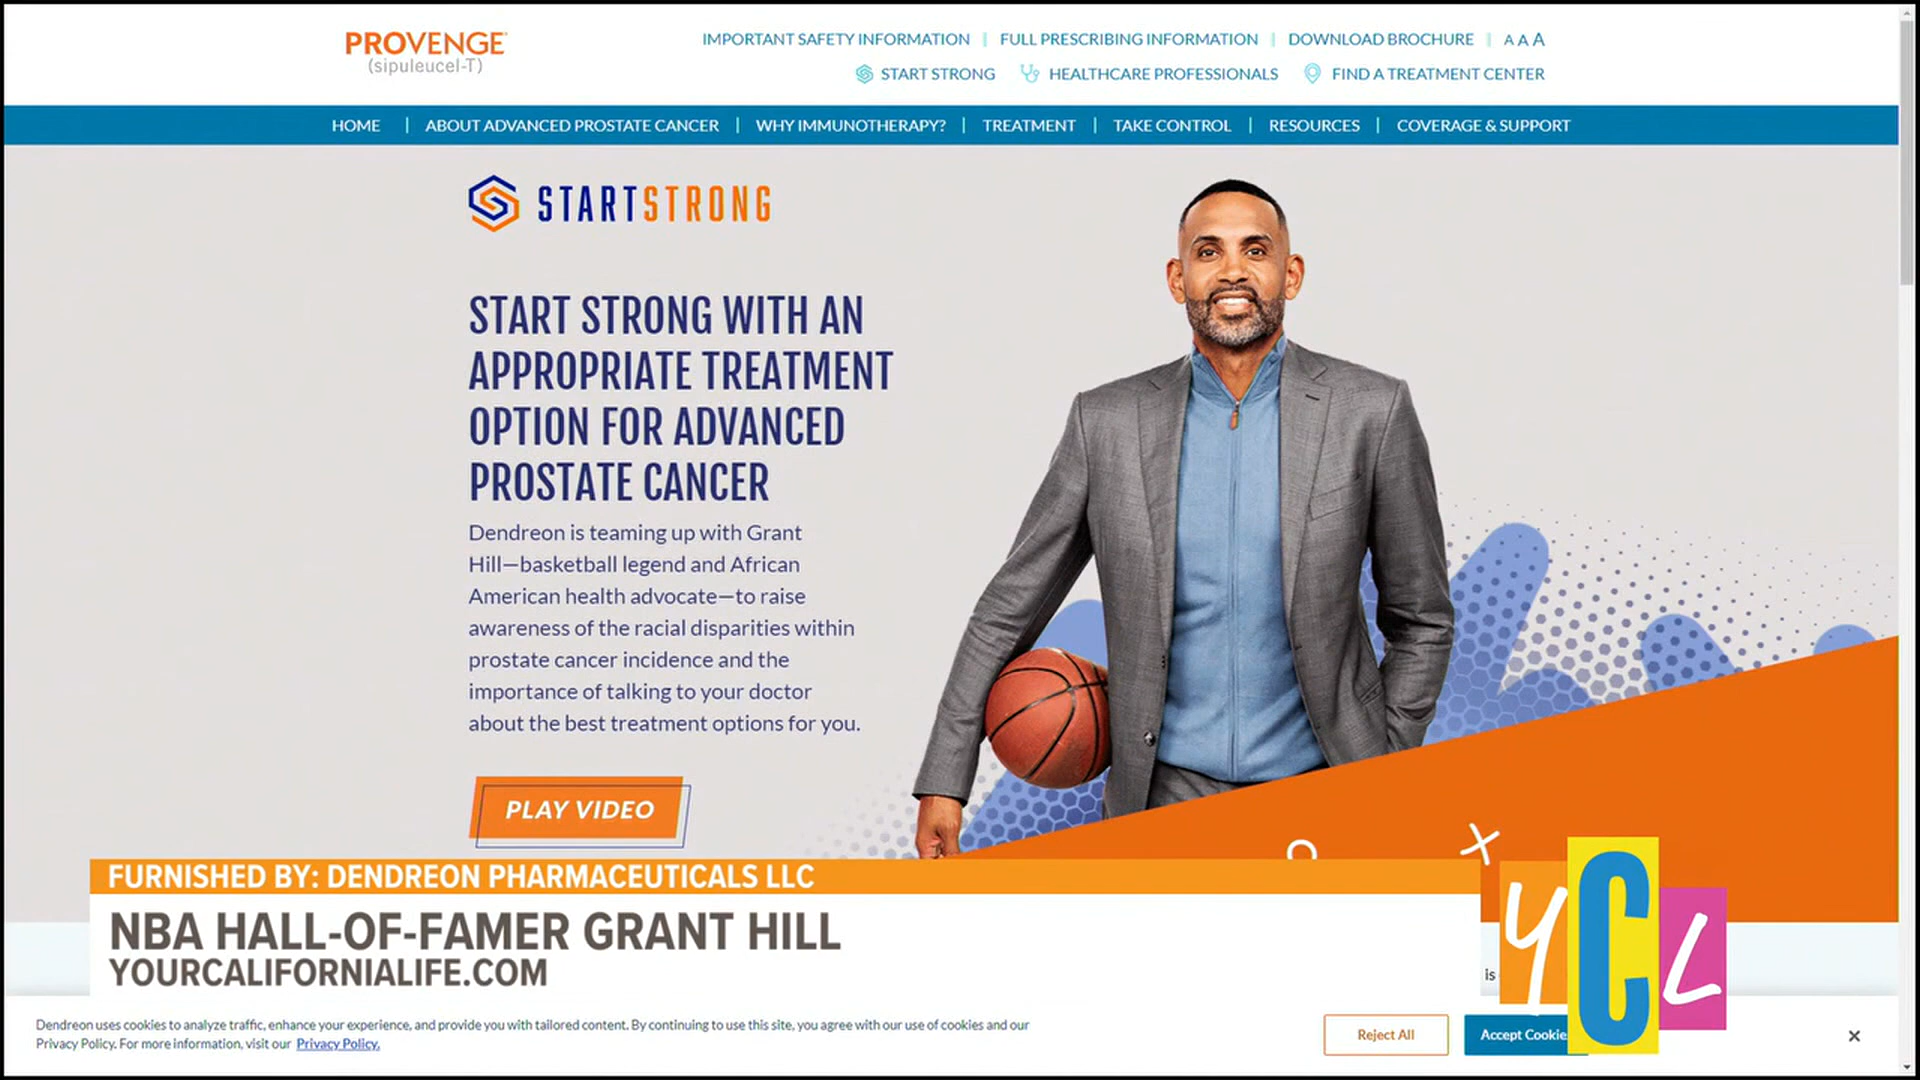 PROVENGE
(sipuleucel-T)
IMPORTANT SAFETY INFORMATION | FULL PRESCRIBING INFORMATION | DOWNLOAD BROCHURE | A A A
START STRONG HEALTHCARE PROFESSIONALS FIND A TREATMENT CENTER
HOME | ABOUT ADVANCED PROSTATE CANCER | WHY IMMUNOTHERAPY? | TREATMENT | TAKE CONTROL | RESOURCES | COVERAGE & SUPPORT
STARTSTRONG
START STRONG WITH AN
APPROPRIATE TREATMENT
OPTION FOR ADVANCED
PROSTATE CANCER
Dendreon is teaming up with Grant
Hill—basketball legend and African
American health advocate—to raise
awareness of the racial disparities within
prostate cancer incidence and the
importance of talking to your doctor
about the best treatment options for you.
PLAY VIDEO
FURNISHED BY: DENDREON PHARMACEUTICALS LLC
NBA HALL-OF-FAMER GRANT HILL
YOURCALIFORNIALIFE.COM
is
YCL
Dendreon uses cookies to analyze traffic, enhance your experience, and provide you with tailored content. By continuing to use this site, you agree with our use of cookies and our
Privacy Policy. For more information, visit our Privacy Policy.
Reject All
Accept Cookie